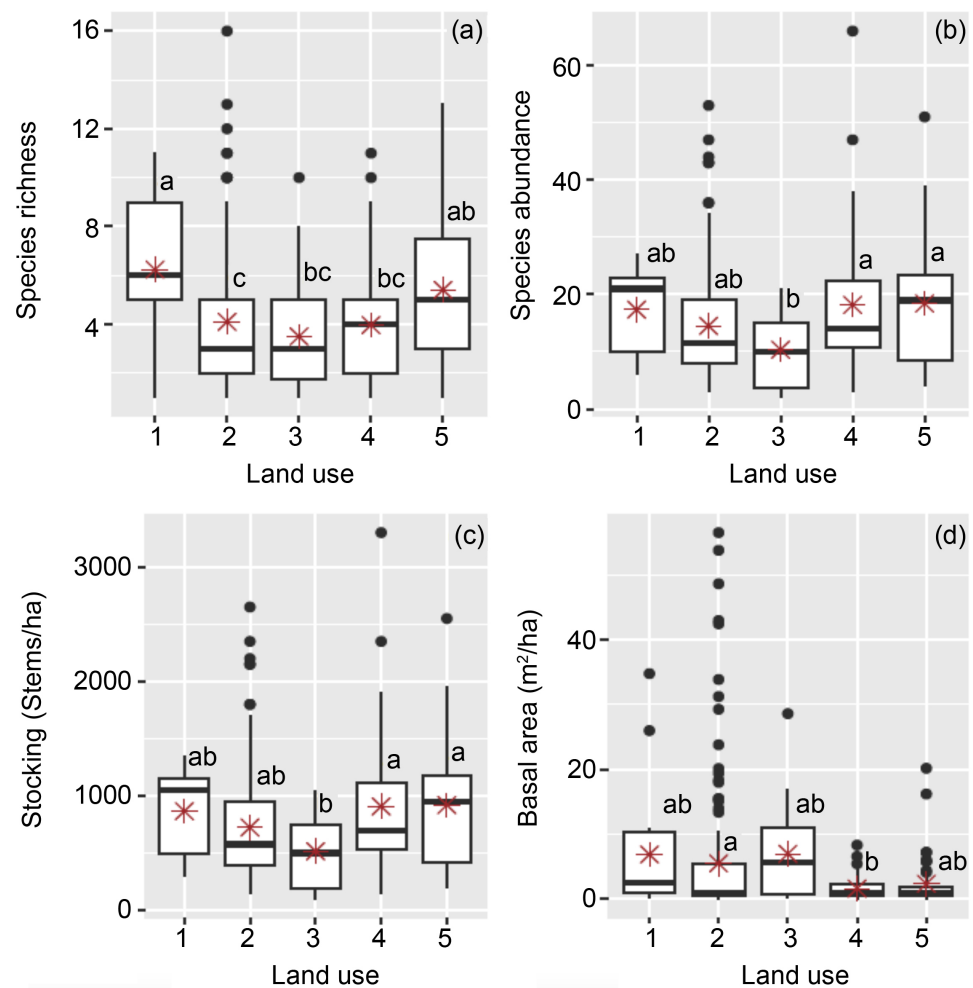 (a)
16
12
8
4
Species richness
a
c
bc
bc
ab
1 2 3 4 5
Land use
(b)
60
40
20
0
Species abundance
ab
ab
b
a
a
1 2 3 4 5
Land use
(c)
3000
2000
1000
0
Stocking (Stems/ha)
ab
ab
b
a
a
1 2 3 4 5
Land use
(d)
40
20
0
Basal area (m²/ha)
ab
a
ab
b
ab
1 2 3 4 5
Land use